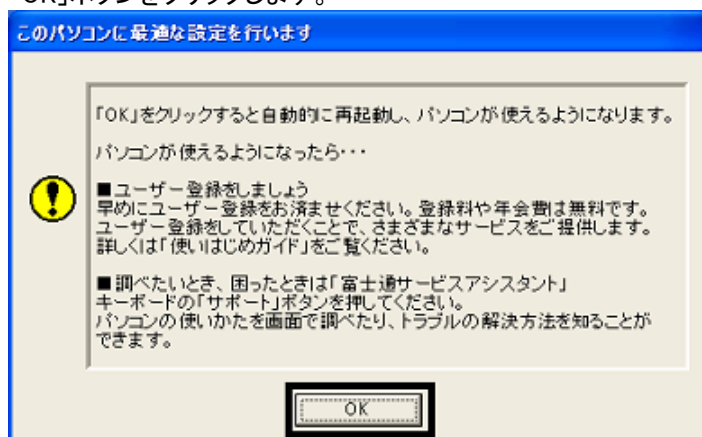 OK」ボタンをクリックします。
このパソコンに最適な設定を行います
「OK」をクリックすると自動的に再起動し、パソコンが使えるようになります。
パソコンが使えるようになったら・・・
■ユーザー登録をしましょう
早めにユーザー登録をお済ませください。登録料や年会費は無料です。
ユーザー登録をしていただくことで、さまざまなサービスをご提供します。
詳しくは「使いはじめガイド」をご覧ください。
■調べたいとき、困ったときは「富士通サービスアシスタント」
キーボードの「サポート」ボタンを押してください。
パソコンの使いかたを画面で調べたり、トラブルの解決方法を知ることが
できます。
OK